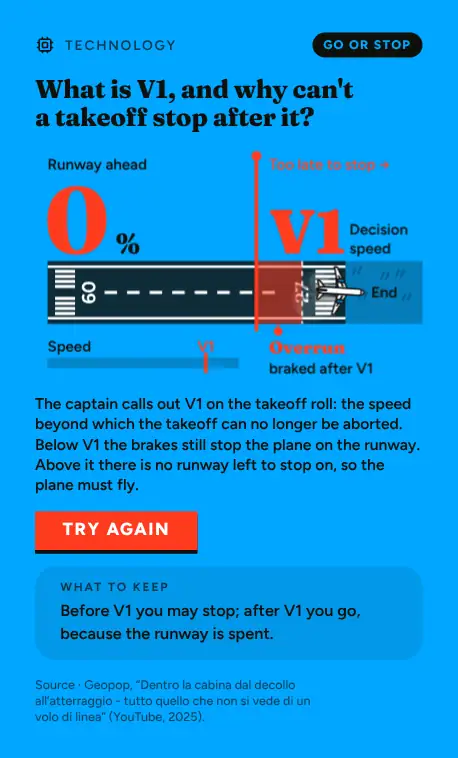 TECHNOLOGY
GO OR STOP
What is V1, and why can't
a takeoff stop after it?
Runway ahead
Too late to stop →
0 %
V1
Decision
speed
09
27
End
Speed
V1
Overrun
braked after V1
The captain calls out V1 on the takeoff roll: the speed
beyond which the takeoff can no longer be aborted.
Below V1 the brakes still stop the plane on the runway.
Above it there is no runway left to stop on, so the
plane must fly.
TRY AGAIN
WHAT TO KEEP
Before V1 you may stop; after V1 you go,
because the runway is spent.
Source · Geopop, “Dentro la cabina dal decollo
all’atterraggio - tutto quello che non si vede di un
volo di linea” (YouTube, 2025).